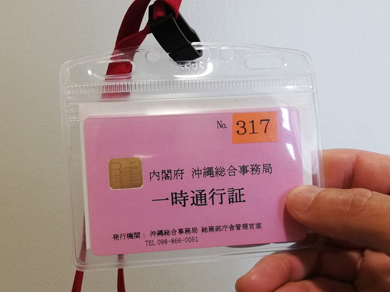 No. 317
内閣府 沖縄総合事務局
一時通行証
発行機関： 沖縄総合事務局 総務部庁舎管理官室
TEL 098-866-0051